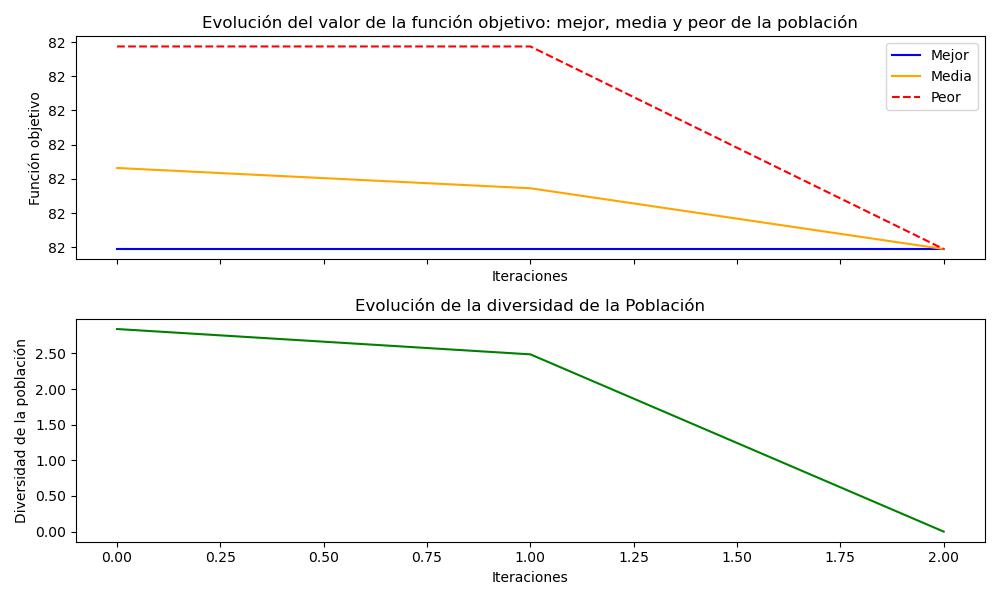 Evolución del valor de la función objetivo: mejor, media y peor de la población
82
82
82
82
82
82
82
Función objetivo
Mejor
Media
Peor
Iteraciones
Evolución de la diversidad de la Población
2.50
2.00
1.50
1.00
0.50
0.00
Diversidad de la población
0.00 0.25 0.50 0.75 1.00 1.25 1.50 1.75 2.00
Iteraciones